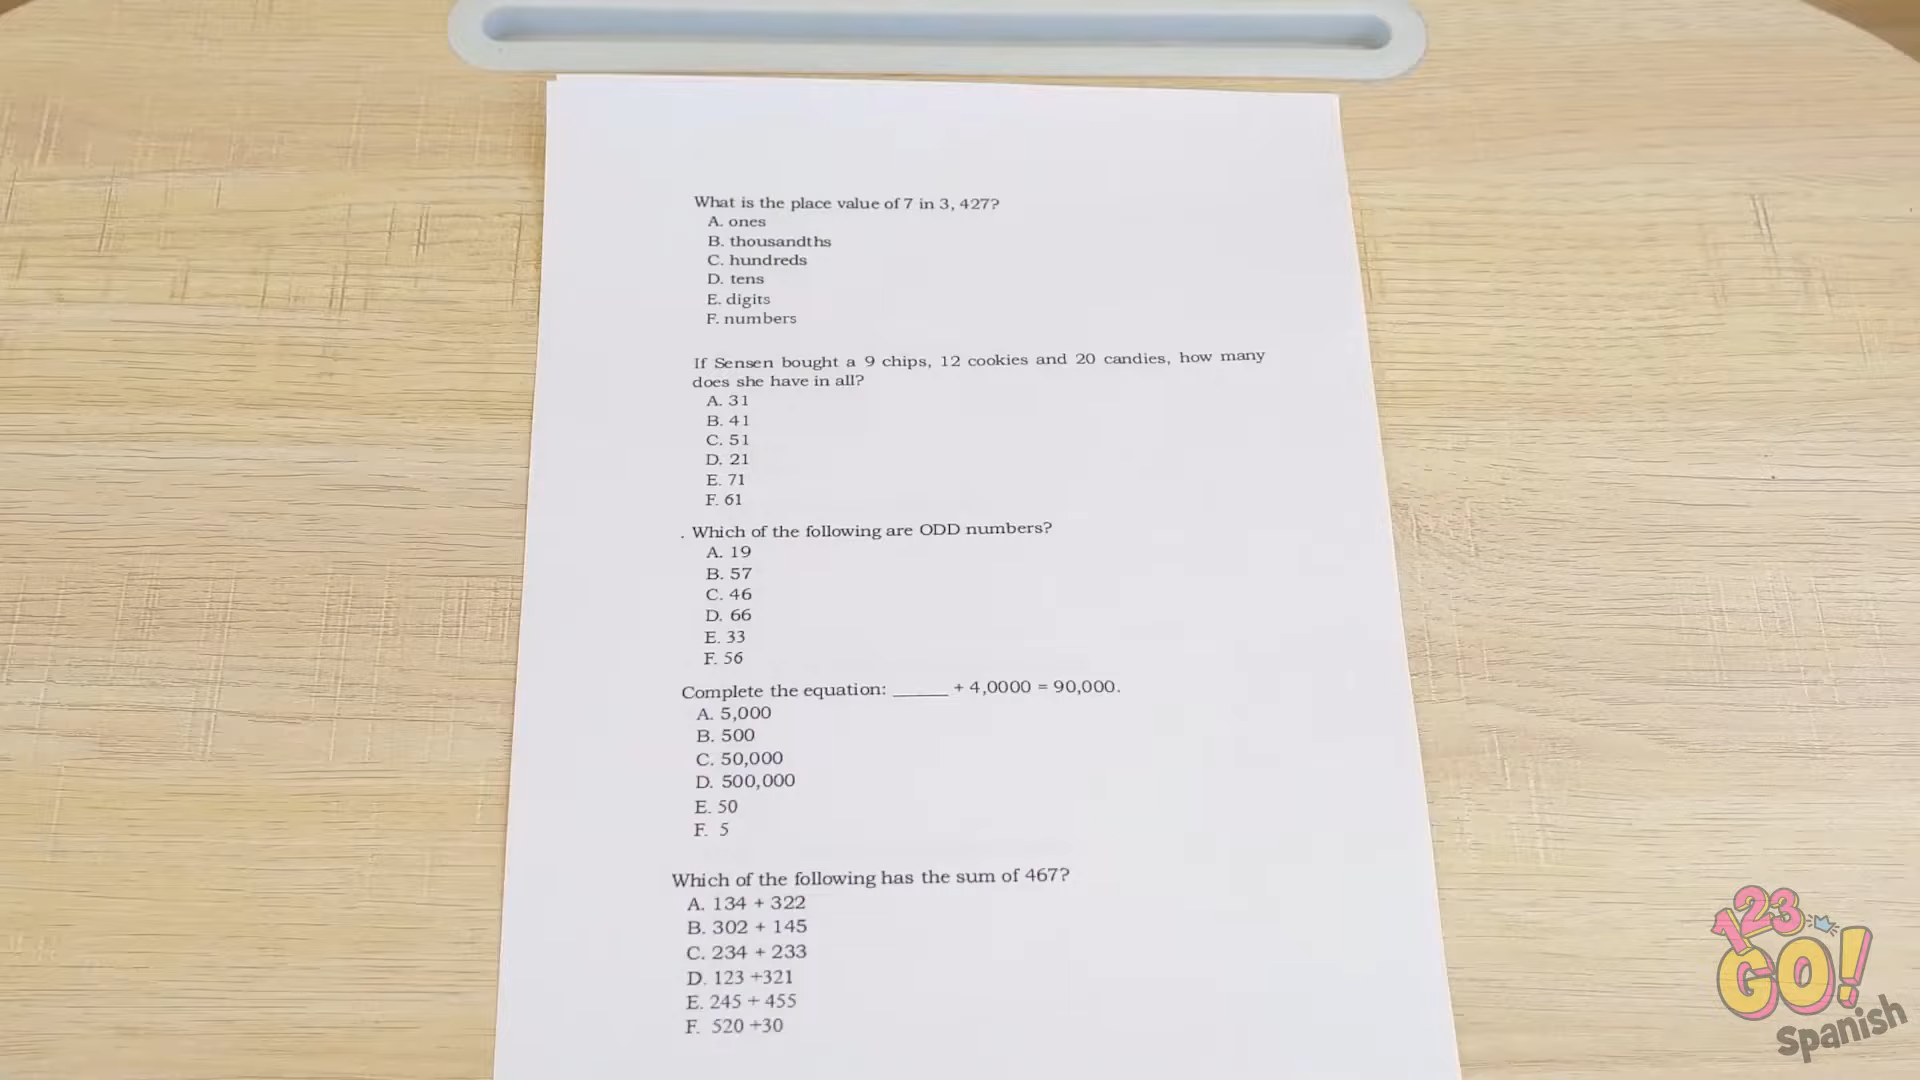 What is the place value of 7 in 3, 427?
A. ones
B. thousandths
C. hundreds
D. tens
E. digits
F. numbers
If Sensen bought a 9 chips, 12 cookies and 20 candies, how many
does she have in all?
A. 31
B. 41
C. 51
D. 21
E. 71
F. 61
. Which of the following are ODD numbers?
A. 19
B. 57
C. 46
D. 66
E. 33
F. 56
Complete the equation: ______ + 4,0000 = 90,000.
A. 5,000
B. 500
C. 50,000
D. 500,000
E. 50
F. 5
Which of the following has the sum of 467?
A. 134 + 322
B. 302 + 145
C. 234 + 233
D. 123 +321
E. 245 + 455
F. 520 +30
123
GO!
Spanish